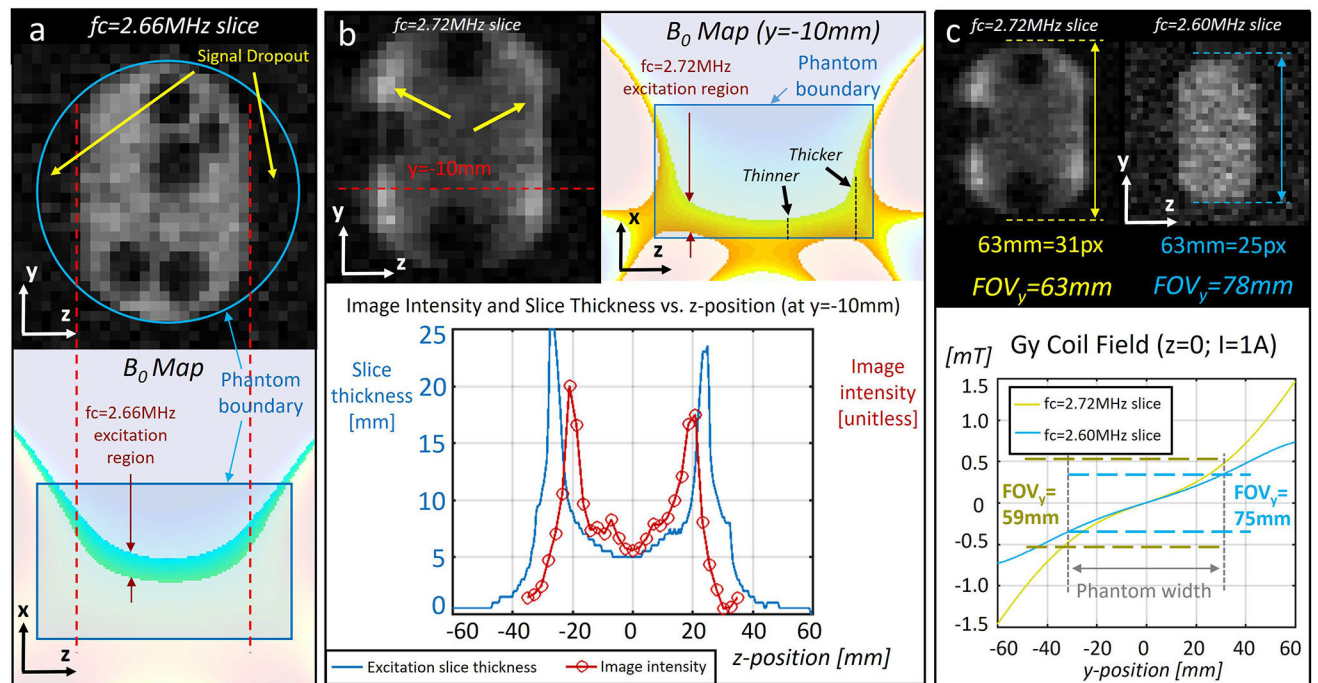 a
fc=2.66MHz slice
Signal Dropout
y
z
B0 Map
Phantom
boundary
fc=2.66MHz
excitation
region
x
z
b
fc=2.72MHz slice
y=-10mm
y
z
B0 Map (y=-10mm)
fc=2.72MHz
excitation region
Phantom
boundary
Thicker
Thinner
x
z
Image Intensity and Slice Thickness vs. z-position (at y=-10mm)
Slice
thickness
[mm]
Image
intensity
[unitless]
25
20
15
10
5
0
-60 -40 -20 0 20 40 60
z-position [mm]
Excitation slice thickness
Image intensity
c
fc=2.72MHz slice
fc=2.60MHz slice
y
z
63mm=31px
63mm=25px
FOVy=63mm
FOVy=78mm
[mT]
Gy Coil Field (z=0; I=1A)
fc=2.72MHz slice
fc=2.60MHz slice
1.5
1.0
0.5
0
-0.5
-1.0
-1.5
FOVy=
59mm
FOVy=
75mm
Phantom width
-60 -40 -20 0 20 40 60
y-position [mm]